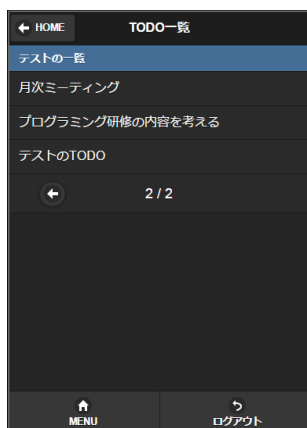 HOME TODO一覧
テストの一覧
月次ミーティング
プログラミング研修の内容を考える
テストのTODO
2 / 2
MENU ログアウト